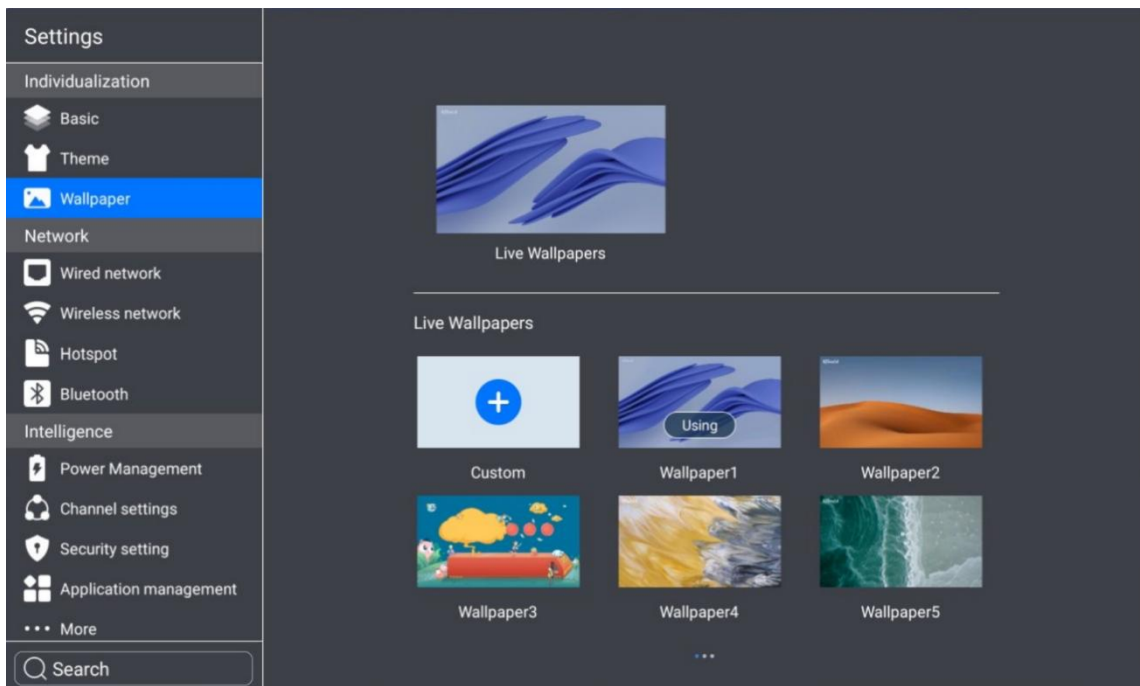 Settings
Individualization
Basic
Theme
Wallpaper
Network
Wired network
Wireless network
Hotspot
Bluetooth
Intelligence
Power Management
Channel settings
Security setting
Application management
More
Search
Live Wallpapers
Live Wallpapers
Using
Custom
Wallpaper1
Wallpaper2
Wallpaper3
Wallpaper4
Wallpaper5